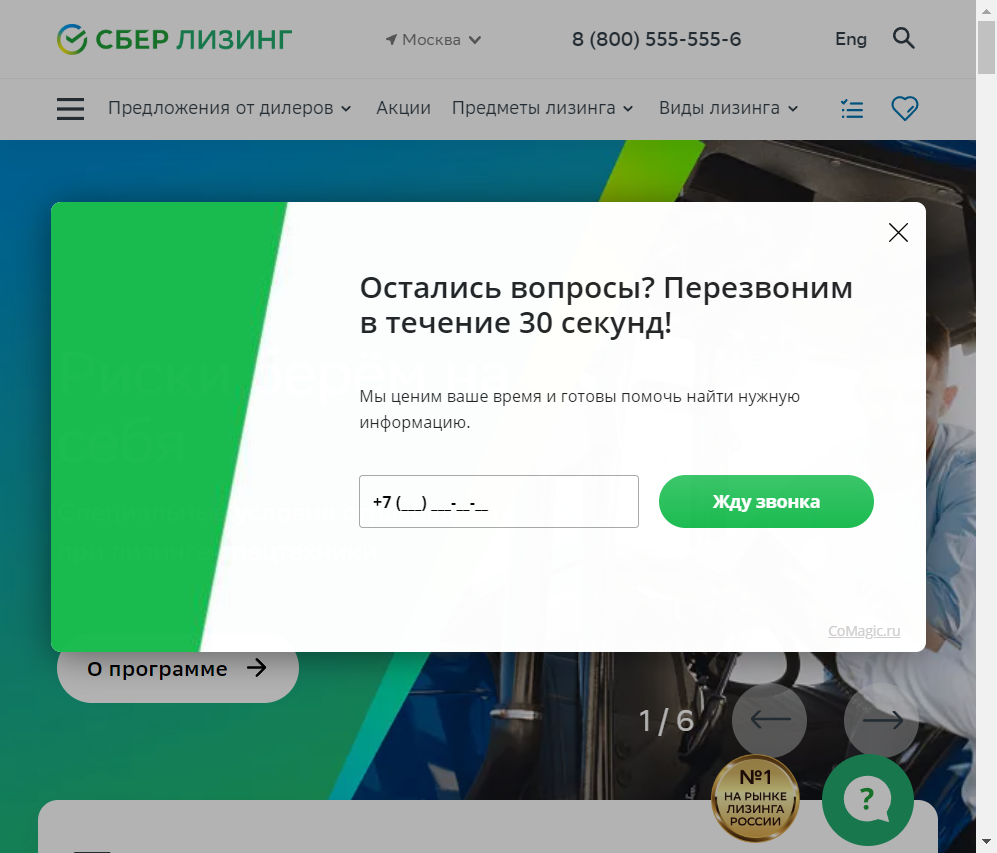 СБЕР ЛИЗИНГ
Москва
8 (800) 555-555-6
Eng
Предложения от дилеров
Акции
Предметы лизинга
Виды лизинга
Остались вопросы? Перезвоним
в течение 30 секунд!
Риски берём на
себя
Мы ценим ваше время и готовы помочь найти нужную
информацию.
+7 (___) ___-__-__
Жду звонка
CoMagic.ru
О программе
1 / 6
№1
НА РЫНКЕ
ЛИЗИНГА
РОССИИ
?